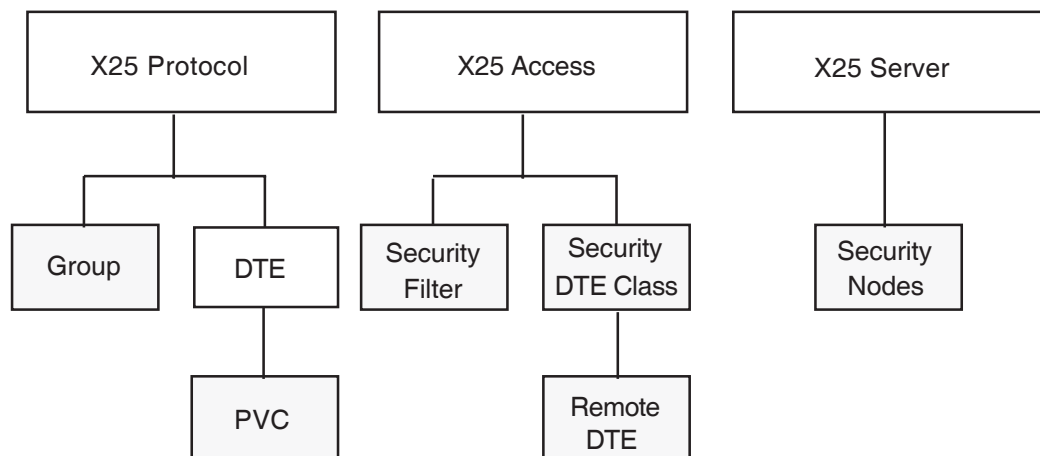 X25 Protocol
X25 Access
X25 Server
Group
DTE
Security
Filter
Security
DTE Class
Security
Nodes
PVC
Remote
DTE